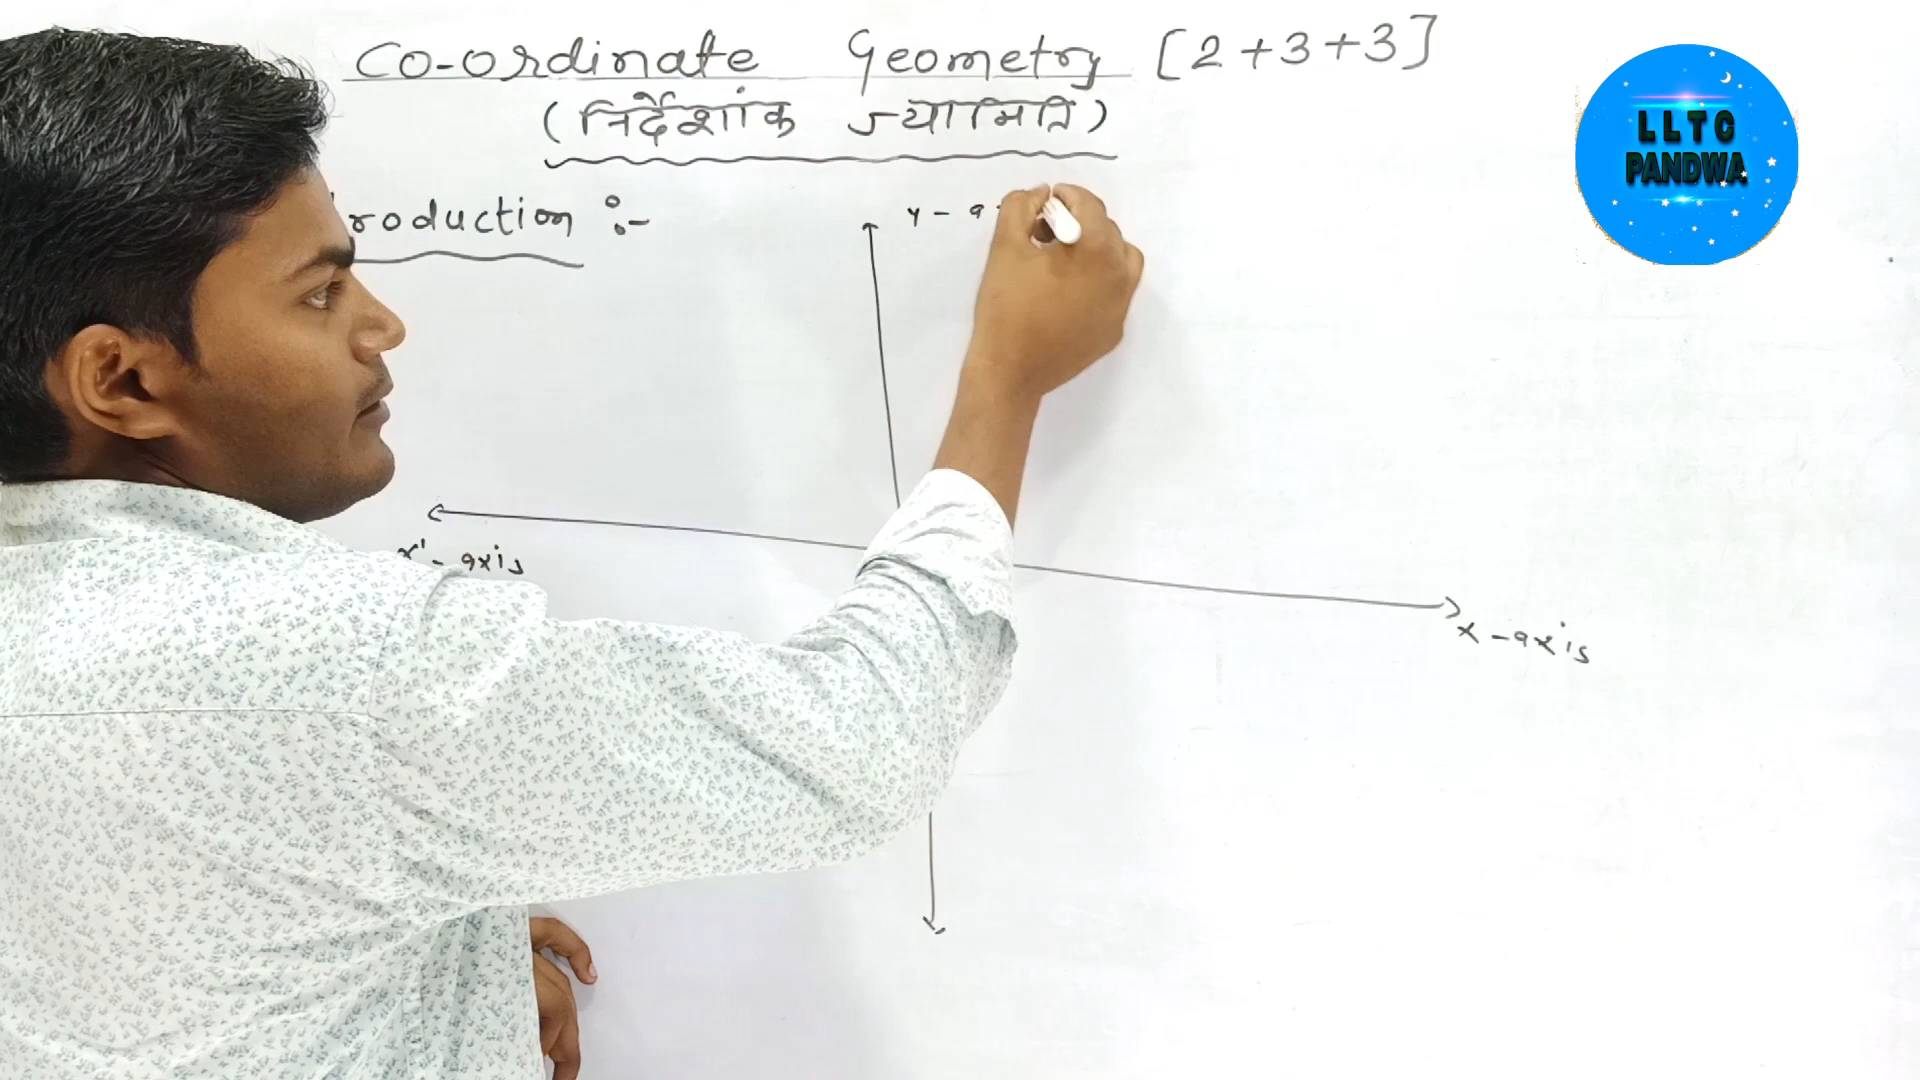 Co-ordinate Geometry [2+3+3]
(निर्देशांक ज्यामिति)
roduction :-
y - a
x' - axis
x - axis
LLTC
PANDWA